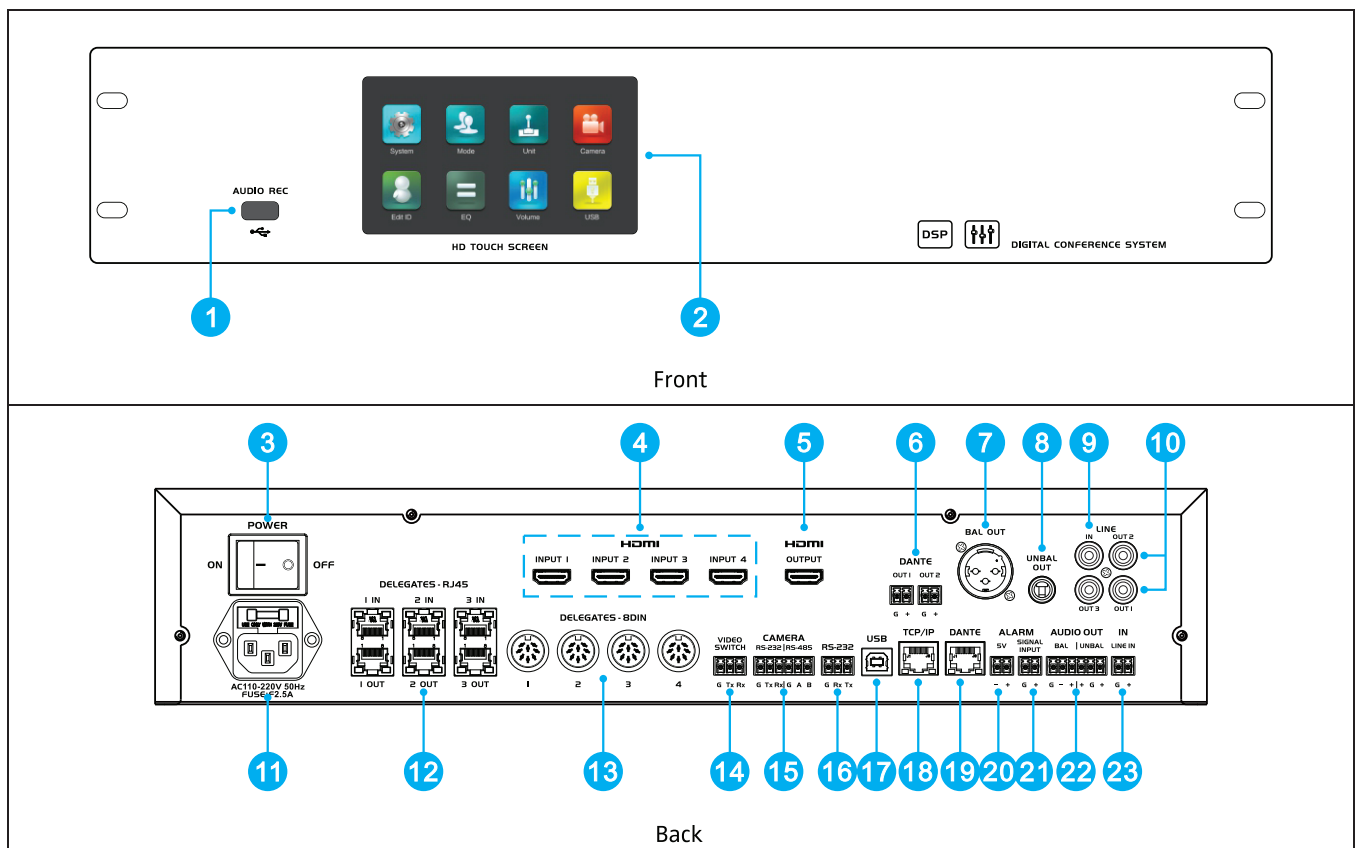 System Mode Unit Camera
AUDIO REC
Edit ID EQ Volume USB
HD TOUCH SCREEN
DSP
DIGITAL CONFERENCE SYSTEM
1
2
Front
3 4 5 6 7 8 9 10
POWER
ON OFF
HDMI
INPUT 1 INPUT 2 INPUT 3 INPUT 4
HDMI
OUTPUT
DANTE
OUT 1 OUT 2
G + G +
BAL OUT
UNBAL
OUT
LINE
IN OUT 2
OUT 3 OUT 1
AC110-220V 50Hz
FUSE F2.5A
DELEGATES - RJ45
1 IN 2 IN 3 IN
1 OUT 2 OUT 3 OUT
DELEGATES - 8DIN
1 2 3 4
VIDEO
SWITCH
G Tx Rx
CAMERA
RS-232 | RS-485
G Tx Rx G A B
RS-232
G Rx Tx
USB
TCP/IP
DANTE
ALARM
5V
SIGNAL
INPUT
- + G +
AUDIO OUT
BAL | UNBAL
G - + + G +
IN
LINE IN
G +
11 12 13 14 15 16 17 18 19 20 21 22 23
Back